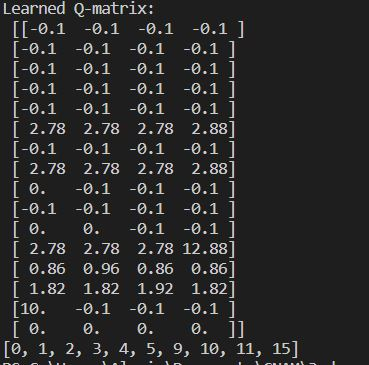 Learned Q-matrix:
[[-0.1 -0.1 -0.1 -0.1 ]
[-0.1 -0.1 -0.1 -0.1 ]
[-0.1 -0.1 -0.1 -0.1 ]
[-0.1 -0.1 -0.1 -0.1 ]
[-0.1 -0.1 -0.1 -0.1 ]
[ 2.78 2.78 2.78 2.88]
[-0.1 -0.1 -0.1 -0.1 ]
[ 2.78 2.78 2.78 2.88]
[ 0. -0.1 -0.1 -0.1 ]
[-0.1 -0.1 -0.1 -0.1 ]
[ 0. 0. -0.1 -0.1 ]
[ 2.78 2.78 2.78 12.88]
[ 0.86 0.96 0.86 0.86]
[ 1.82 1.82 1.92 1.82]
[10. -0.1 -0.1 -0.1 ]
[ 0. 0. 0. 0. ]]
[0, 1, 2, 3, 4, 5, 9, 10, 11, 15]